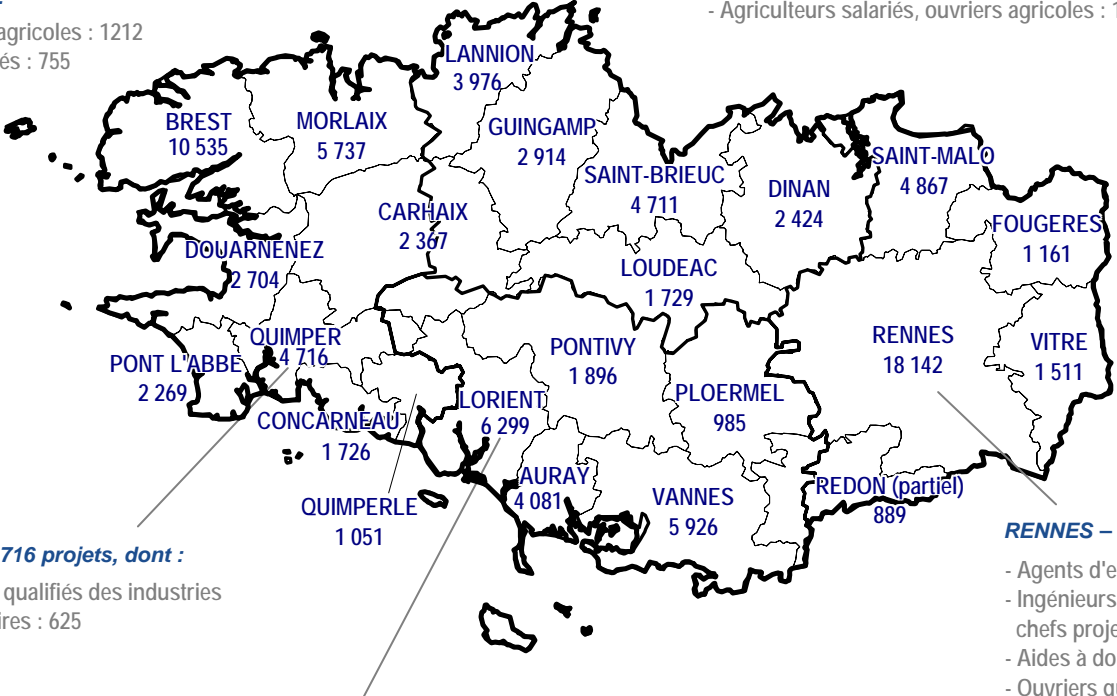 agricoles : 1212
és : 755
- Agriculteurs salariés, ouvriers agricoles : 1
LANNION
3 976
BREST
10 535
MORLAIX
5 737
GUINGAMP
2 914
SAINT-BRIEUC
4 711
DINAN
2 424
SAINT-MALO
4 867
FOUGERES
1 161
CARHAIX
2 367
DOUARNENEZ
2 704
LOUDEAC
1 729
QUIMPER
4 716
PONT L'ABBE
2 269
PONTIVY
1 896
RENNES
18 142
VITRE
1 511
PLOERMEL
985
LORIENT
6 299
CONCARNEAU
1 726
AURAY
4 081
VANNES
5 926
REDON (partiel)
889
QUIMPERLE
1 051
716 projets, dont :
qualifiés des industries
ires : 625
RENNES –
- Agents d'e
- Ingénieurs
chefs proje
- Aides à do
- Ouvriers q